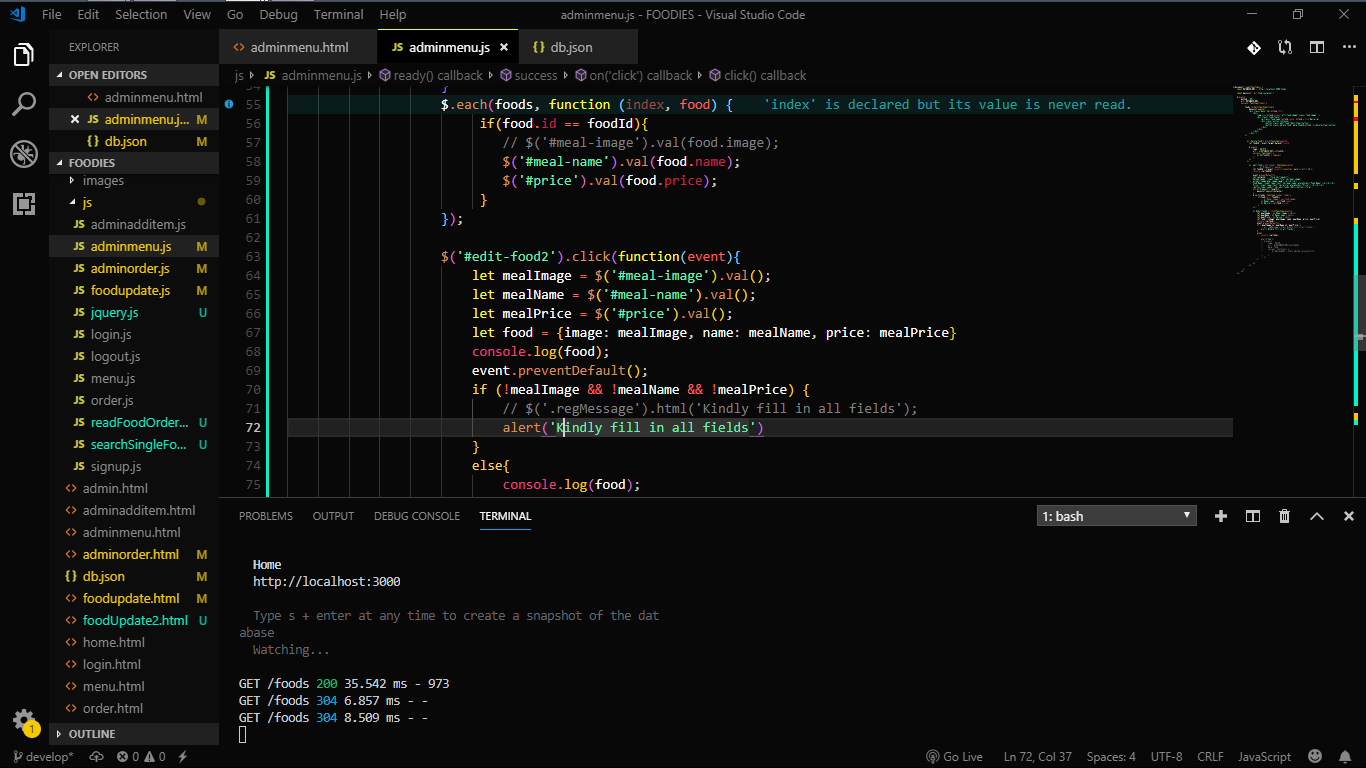 File Edit Selection View Go Debug Terminal Help adminmenu.js - FOODIES - Visual Studio Code
EXPLORER
OPEN EDITORS
<> adminmenu.html
JS adminmenu.j... M
{} db.json M
FOODIES
images
js
JS adminadditem.js
JS adminmenu.js M
JS adminorder.js M
JS foodupdate.js M
JS jquery.js U
JS login.js
JS logout.js
JS menu.js
JS order.js
JS readFoodOrder... U
JS searchSingleFo... U
JS signup.js
<> admin.html
<> adminadditem.html
<> adminmenu.html
<> adminorder.html M
{} db.json M
<> foodupdate.html M
<> foodUpdate2.html U
<> home.html
<> login.html
<> menu.html
<> order.html
OUTLINE
1
<> adminmenu.html JS adminmenu.js {} db.json
js JS adminmenu.js ready() callback success on('click') callback click() callback
55 $.each(foods, function (index, food) { 'index' is declared but its value is never read.
56 if(food.id == foodId){
57 // $('#meal-image').val(food.image);
58 $('#meal-name').val(food.name);
59 $('#price').val(food.price);
60 }
61 });
62
63 $('#edit-food2').click(function(event){
64 let mealImage = $('#meal-image').val();
65 let mealName = $('#meal-name').val();
66 let mealPrice = $('#price').val();
67 let food = {image: mealImage, name: mealName, price: mealPrice}
68 console.log(food);
69 event.preventDefault();
70 if (!mealImage && !mealName && !mealPrice) {
71 // $('.regMessage').html('Kindly fill in all fields');
72 alert('Kindly fill in all fields')
73 }
74 else{
75 console.log(food);
PROBLEMS OUTPUT DEBUG CONSOLE TERMINAL 1: bash
Home
http://localhost:3000
Type s + enter at any time to create a snapshot of the dat
abase
Watching...
GET /foods 200 35.542 ms - 973
GET /foods 304 6.857 ms - -
GET /foods 304 8.509 ms - -
develop* 0 0 Go Live Ln 72, Col 37 Spaces: 4 UTF-8 CRLF JavaScript